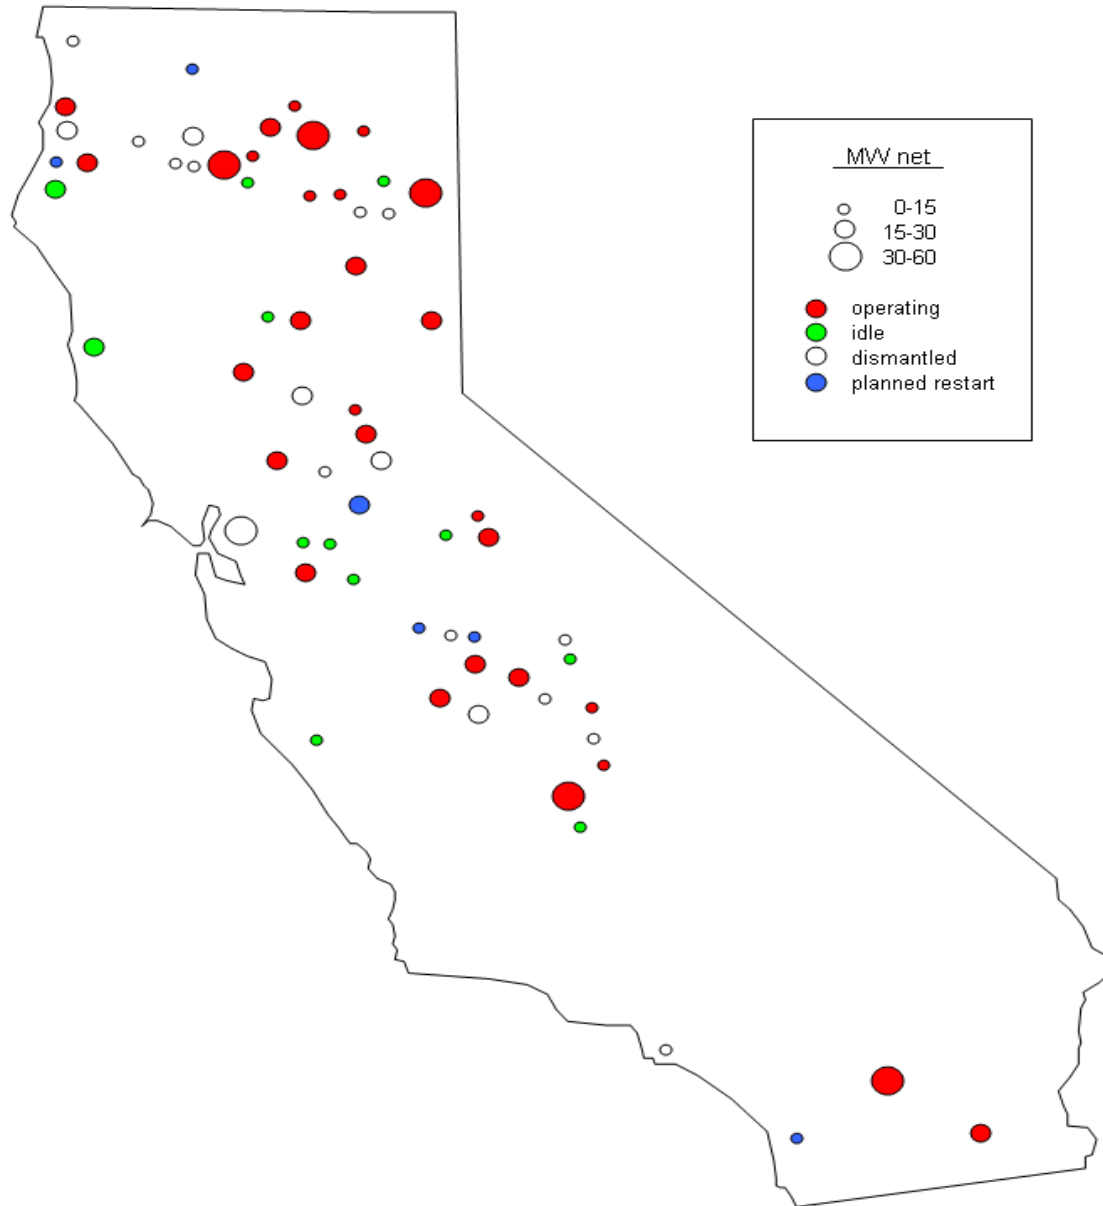 MW net
0-15
15-30
30-60
operating
idle
dismantled
planned restart